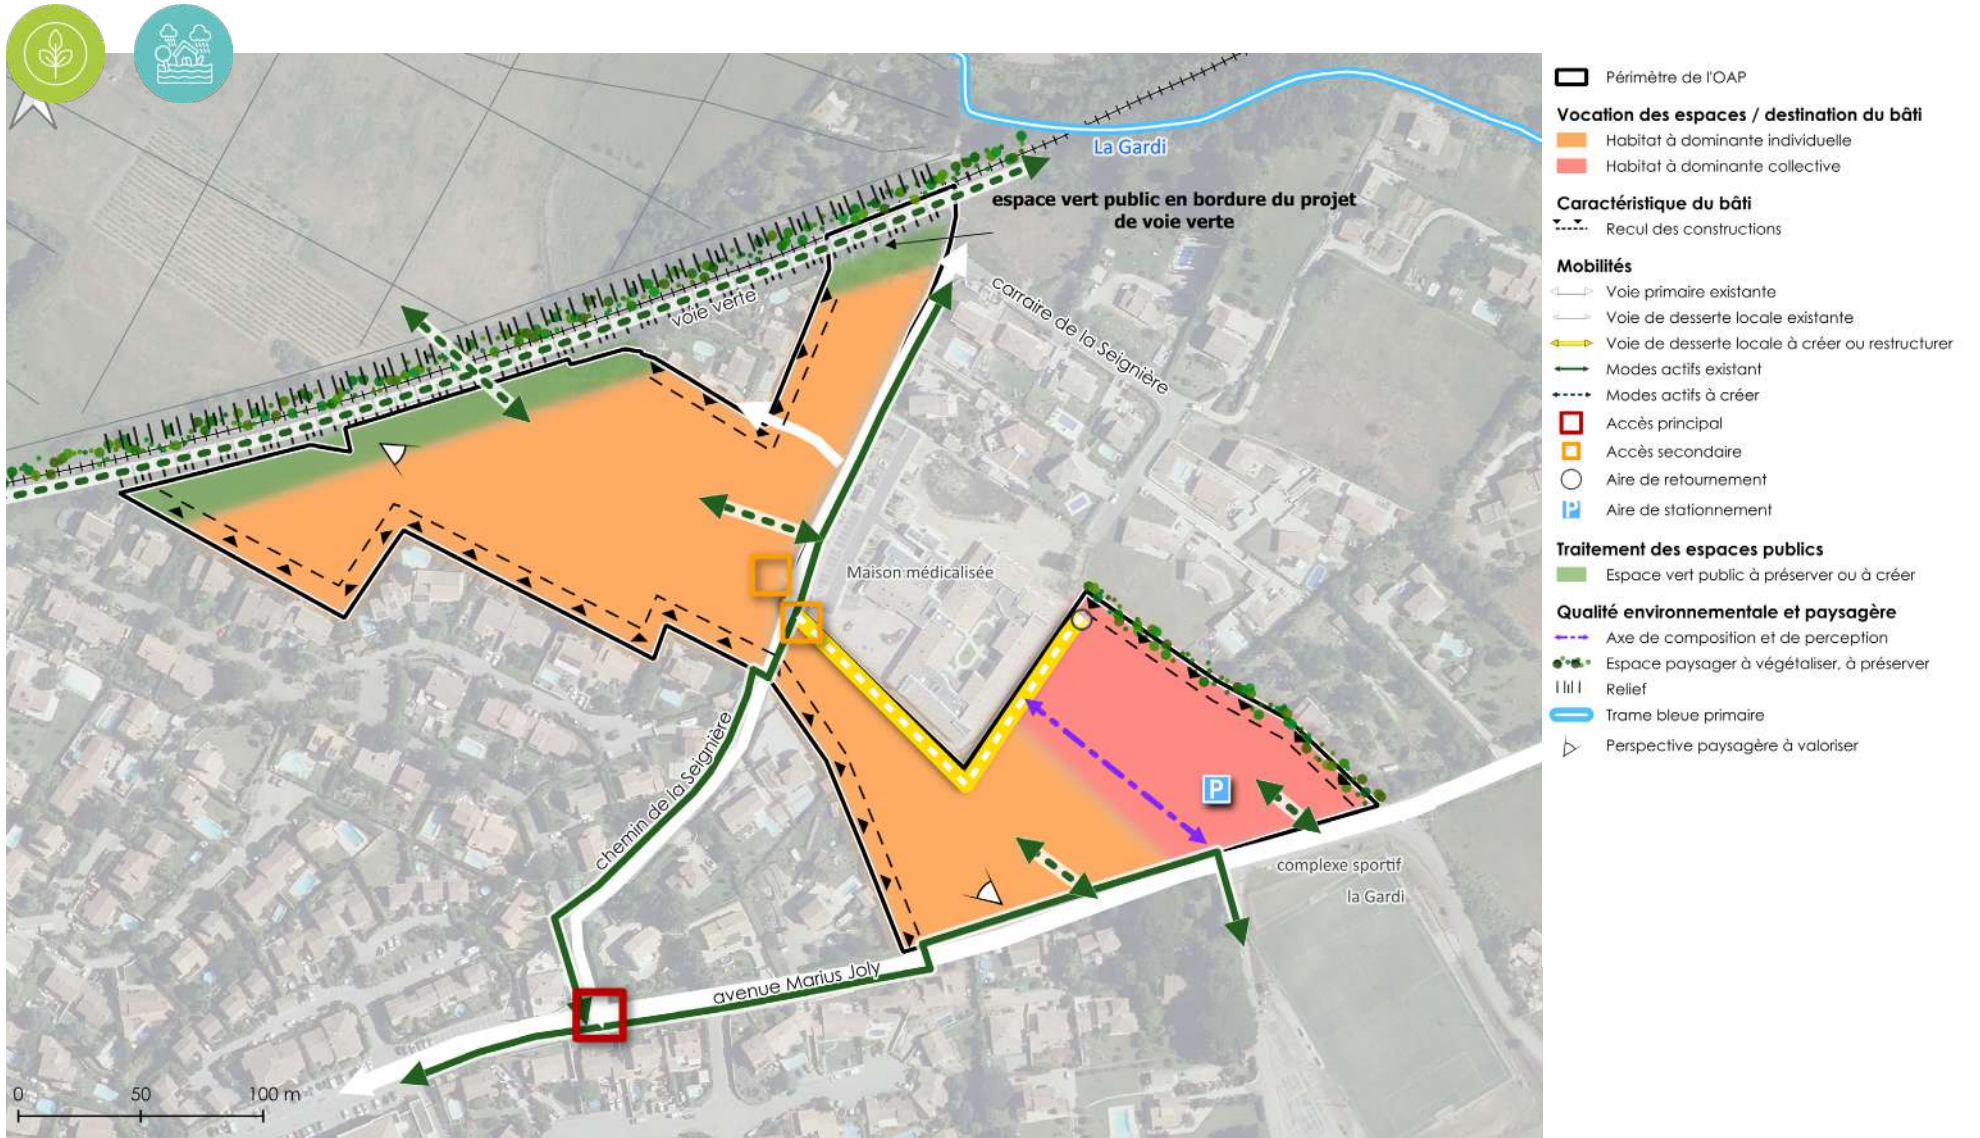 La Gardi
espace vert public en bordure du projet
de voie verte
voie verte
carraire de la Seignière
Maison médicalisée
chemin de la Seignière
complexe sportif
la Gardi
avenue Marius Joly
0 50 100 m
P
Périmètre de l'OAP
Vocation des espaces / destination du bâti
Habitat à dominante individuelle
Habitat à dominante collective
Caractéristique du bâti
Recul des constructions
Mobilités
Voie primaire existante
Voie de desserte locale existante
Voie de desserte locale à créer ou restructurer
Modes actifs existant
Modes actifs à créer
Accès principal
Accès secondaire
Aire de retournement
P Aire de stationnement
Traitement des espaces publics
Espace vert public à préserver ou à créer
Qualité environnementale et paysagère
Axe de composition et de perception
Espace paysager à végétaliser, à préserver
Relief
Trame bleue primaire
Perspective paysagère à valoriser